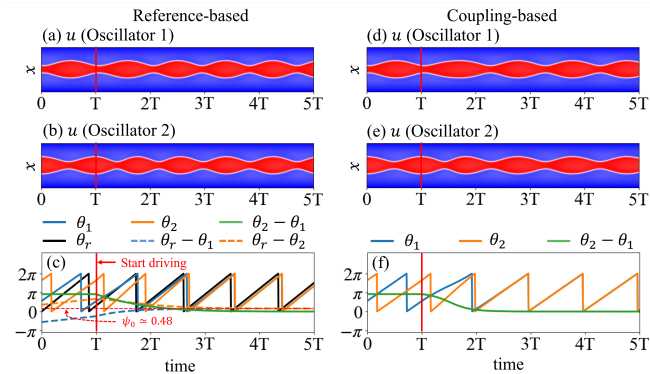 Reference-based
Coupling-based
(a) u (Oscillator 1)
(d) u (Oscillator 1)
x
x
0 T 2T 3T 4T 5T
0 T 2T 3T 4T 5T
(b) u (Oscillator 2)
(e) u (Oscillator 2)
x
x
0 T 2T 3T 4T 5T
0 T 2T 3T 4T 5T
θ₁ θ₂ θ₂ − θ₁
θᵣ θᵣ − θ₁ θᵣ − θ₂
θ₁ θ₂ θ₂ − θ₁
(c)
Start driving
2π
π
0
−π
ψ₀ ≃ 0.48
(f)
2π
π
0
−π
0 T 2T 3T 4T 5T
0 T 2T 3T 4T 5T
time
time